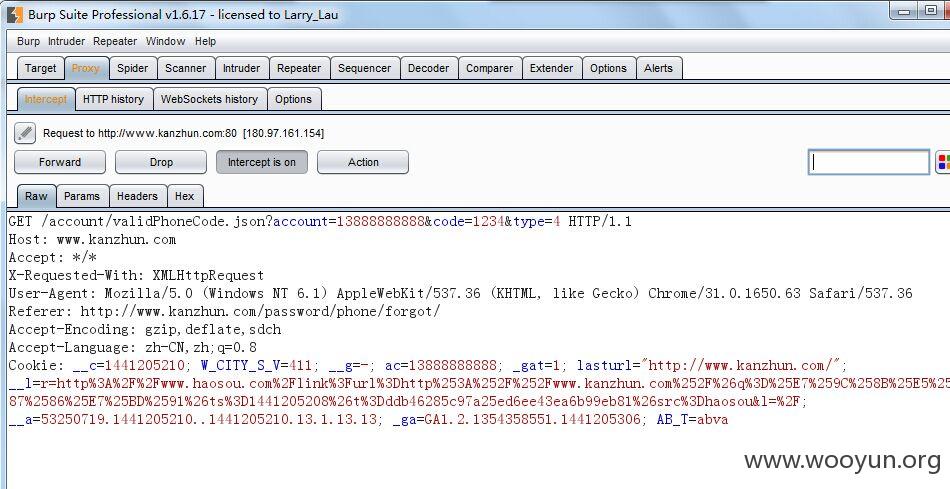 Burp Suite Professional v1.6.17 - licensed to Larry_Lau
Burp Intruder Repeater Window Help
Target Proxy Spider Scanner Intruder Repeater Sequencer Decoder Comparer Extender Options Alerts
Intercept HTTP history WebSockets history Options
Request to http://www.kanzhun.com:80 [180.97.161.154]
Forward Drop Intercept is on Action
Raw Params Headers Hex
GET /account/validPhoneCode.json?account=13888888888&code=1234&type=4 HTTP/1.1
Host: www.kanzhun.com
Accept: */*
X-Requested-With: XMLHttpRequest
User-Agent: Mozilla/5.0 (Windows NT 6.1) AppleWebKit/537.36 (KHTML, like Gecko) Chrome/31.0.1650.63 Safari/537.36
Referer: http://www.kanzhun.com/password/phone/forgot/
Accept-Encoding: gzip,deflate,sdch
Accept-Language: zh-CN,zh;q=0.8
Cookie: __c=1441205210; W_CITY_S_V=411; __g=-; ac=13888888888; _gat=1; lasturl="http://www.kanzhun.com/";
__l=r=http%3A%2F%2Fwww.haosou.com%2Flink%3Furl%3Dhttp%253A%252F%252Fwww.kanzhun.com%252F%26q%3D%25E7%259C%258B%25E5%25
87%2586%25E7%25BD%2591%26ts%3D1441205208%26t%3Dddb46285c97a25ed6ee43ea6b99eb81%26src%3Dhaosou&l=%2F;
__a=53250719.1441205210..1441205210.13.1.13.13; _ga=GA1.2.1354358551.1441205306; AB_T=abva
www.wooyun.org